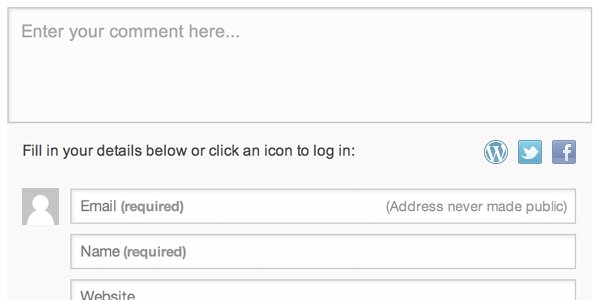 Enter your comment here...
Fill in your details below or click an icon to log in:
Email (required) (Address never made public)
Name (required)
Website